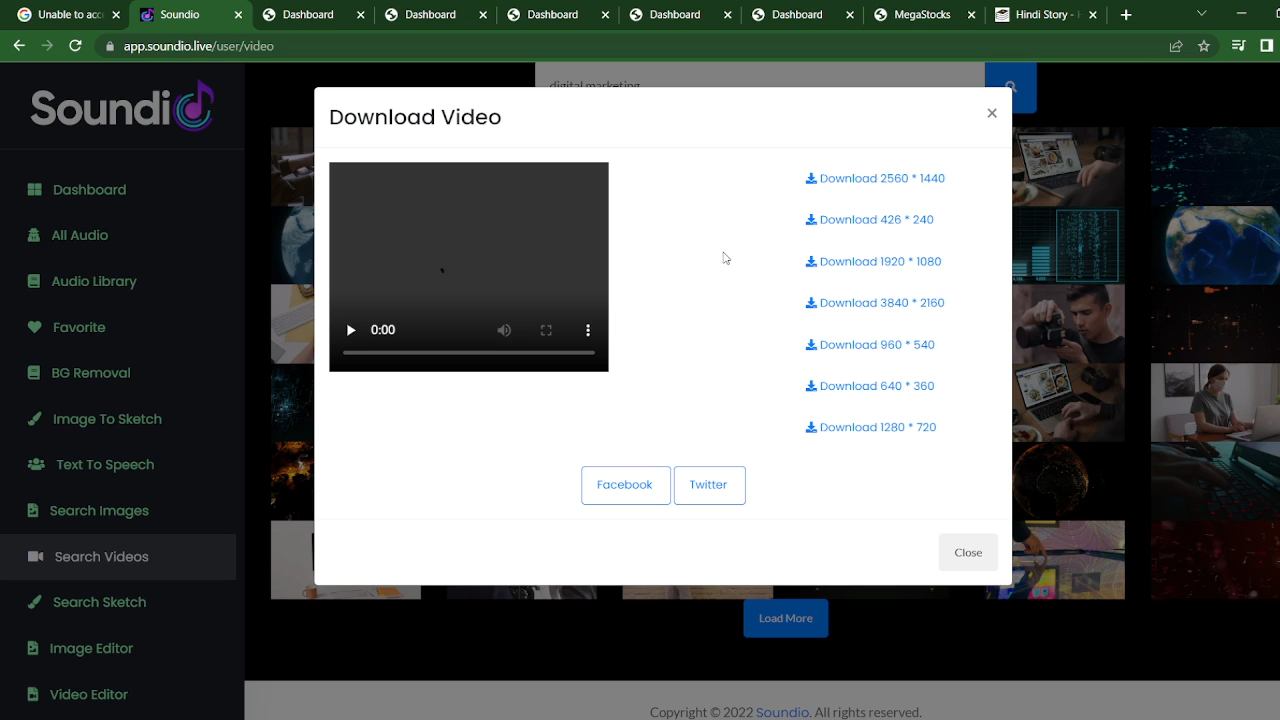 Unable to acc
Soundio
Dashboard
Dashboard
Dashboard
Dashboard
Dashboard
MegaStocks
Hindi Story -
app.soundio.live/user/video
Soundio
digital marketing
Download Video
Dashboard
All Audio
Audio Library
Favorite
BG Removal
Image To Sketch
Text To Speech
Search Images
Search Videos
Search Sketch
Image Editor
Video Editor
0:00
Download 2560 * 1440
Download 426 * 240
Download 1920 * 1080
Download 3840 * 2160
Download 960 * 540
Download 640 * 360
Download 1280 * 720
Facebook
Twitter
Close
Load More
Copyright © 2022 Soundio. All rights reserved.